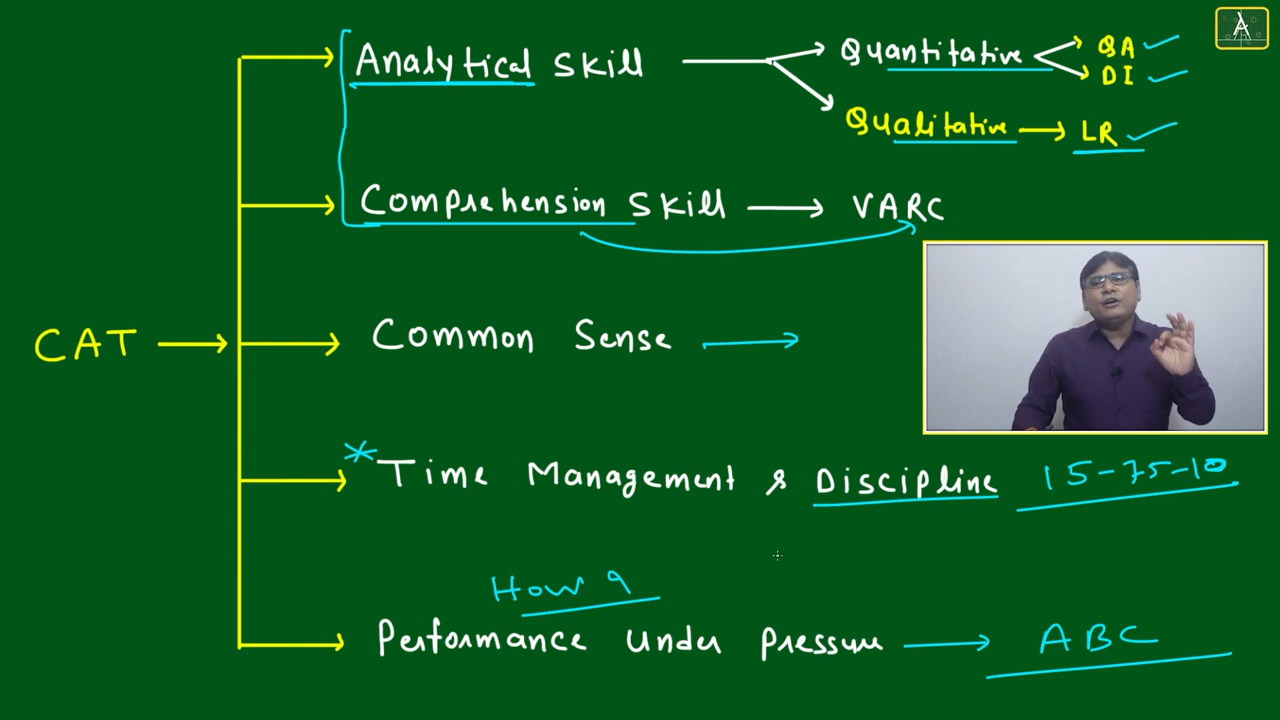 Analytical Skill
Quantitative
QA
DI
Qualitative
LR
Comprehension Skill
VARC
CAT
Common Sense
* Time Management & Discipline 15-75-10
How ?
Performance Under Pressure
ABC
A